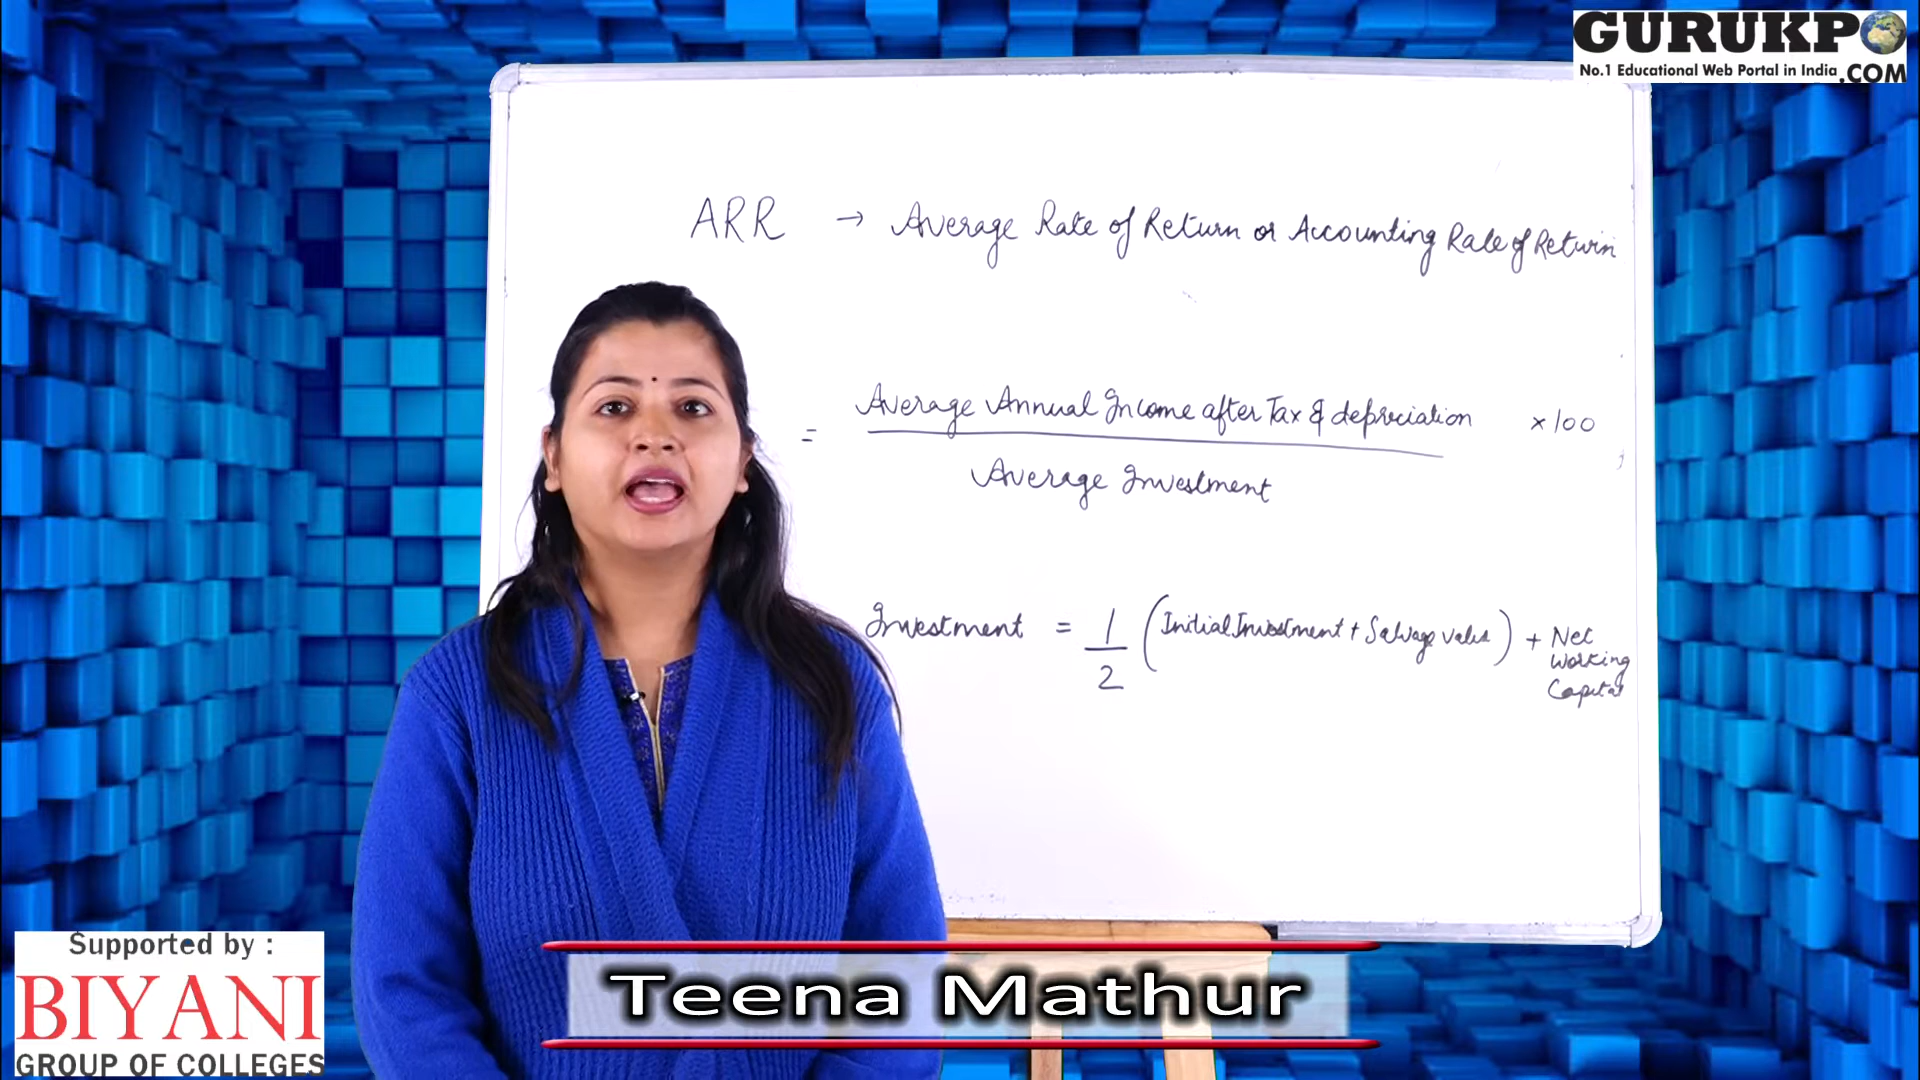 GURUKPO
No.1 Educational Web Portal in India .COM
ARR → Average Rate of Return or Accounting Rate of Return
= Average Annual Income after Tax & depreciation × 100
Average Investment
Investment = 1/2 (Initial Investment + Salvage value) + Net
Working
Capital
Supported by :
BIYANI
GROUP OF COLLEGES
Teena Mathur